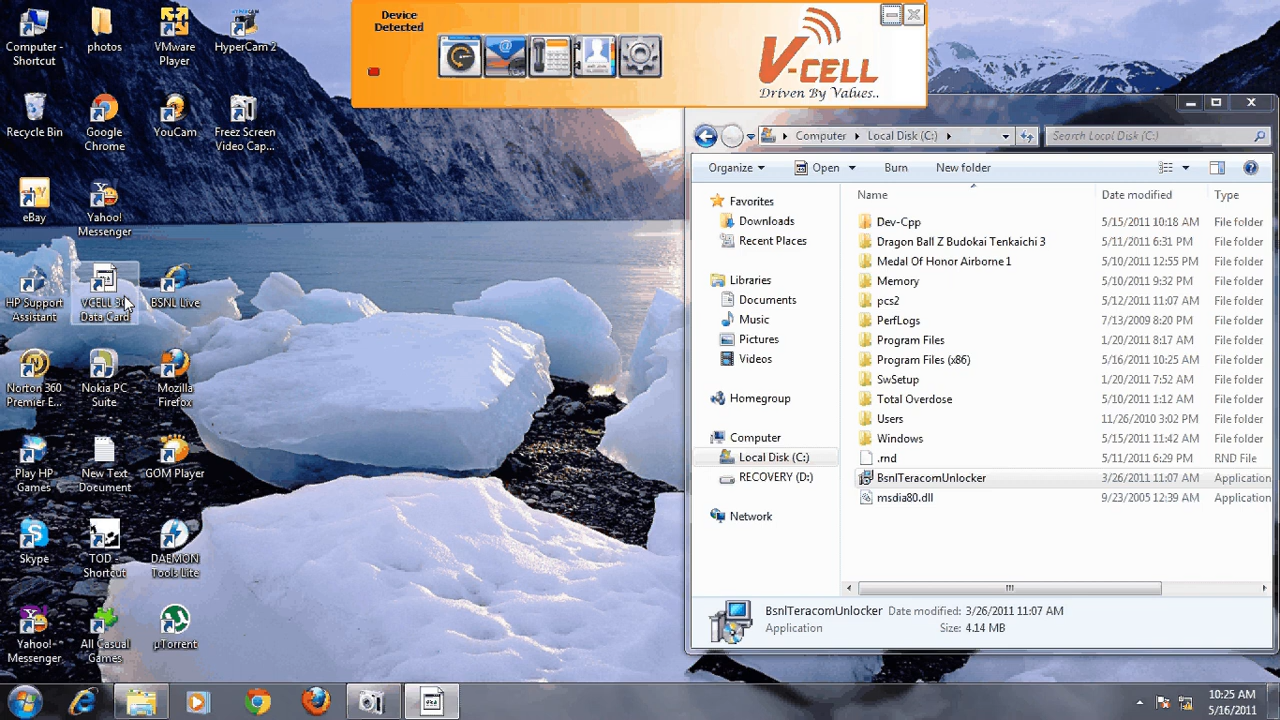 Computer -
Shortcut
photos
VMware
Player
HyperCam 2
Recycle Bin
Google
Chrome
YouCam
Freez Screen
Video Cap...
eBay
Yahoo!
Messenger
HP Support
Assistant
VCELL 3G
Data Card
BSNL Live
Norton 360
Premier E...
Nokia PC
Suite
Mozilla
Firefox
Play HP
Games
New Text
Document
GOM Player
Skype
TOD -
Shortcut
DAEMON
Tools Lite
Yahoo!
Messenger
All Casual
Games
µTorrent
Device
Detected
V-CELL
Driven By Values..
Computer
Local Disk (C:)
Search Local Disk (C:)
Organize
Open
Burn
New folder
Favorites
Downloads
Recent Places
Libraries
Documents
Music
Pictures
Videos
Homegroup
Computer
Local Disk (C:)
RECOVERY (D:)
Network
Name Date modified Type
Dev-Cpp 5/15/2011 10:18 AM File folder
Dragon Ball Z Budokai Tenkaichi 3 5/11/2011 6:31 PM File folder
Medal Of Honor Airborne 1 5/10/2011 12:55 PM File folder
Memory 5/10/2011 9:52 PM File folder
pcs2 5/12/2011 11:07 AM File folder
PerfLogs 7/13/2009 8:20 PM File folder
Program Files 1/20/2011 8:17 AM File folder
Program Files (x86) 5/16/2011 10:25 AM File folder
SwSetup 1/20/2011 7:52 AM File folder
Total Overdose 5/10/2011 1:12 AM File folder
Users 11/26/2010 3:02 PM File folder
Windows 5/15/2011 11:42 AM File folder
.rnd 5/11/2011 6:29 PM RND File
BsnlTeracomUnlocker 3/26/2011 11:07 AM Application
msdia80.dll 9/23/2005 12:39 AM Application
BsnlTeracomUnlocker Date modified: 3/26/2011 11:07 AM
Application Size: 4.14 MB
10:25 AM
5/16/2011